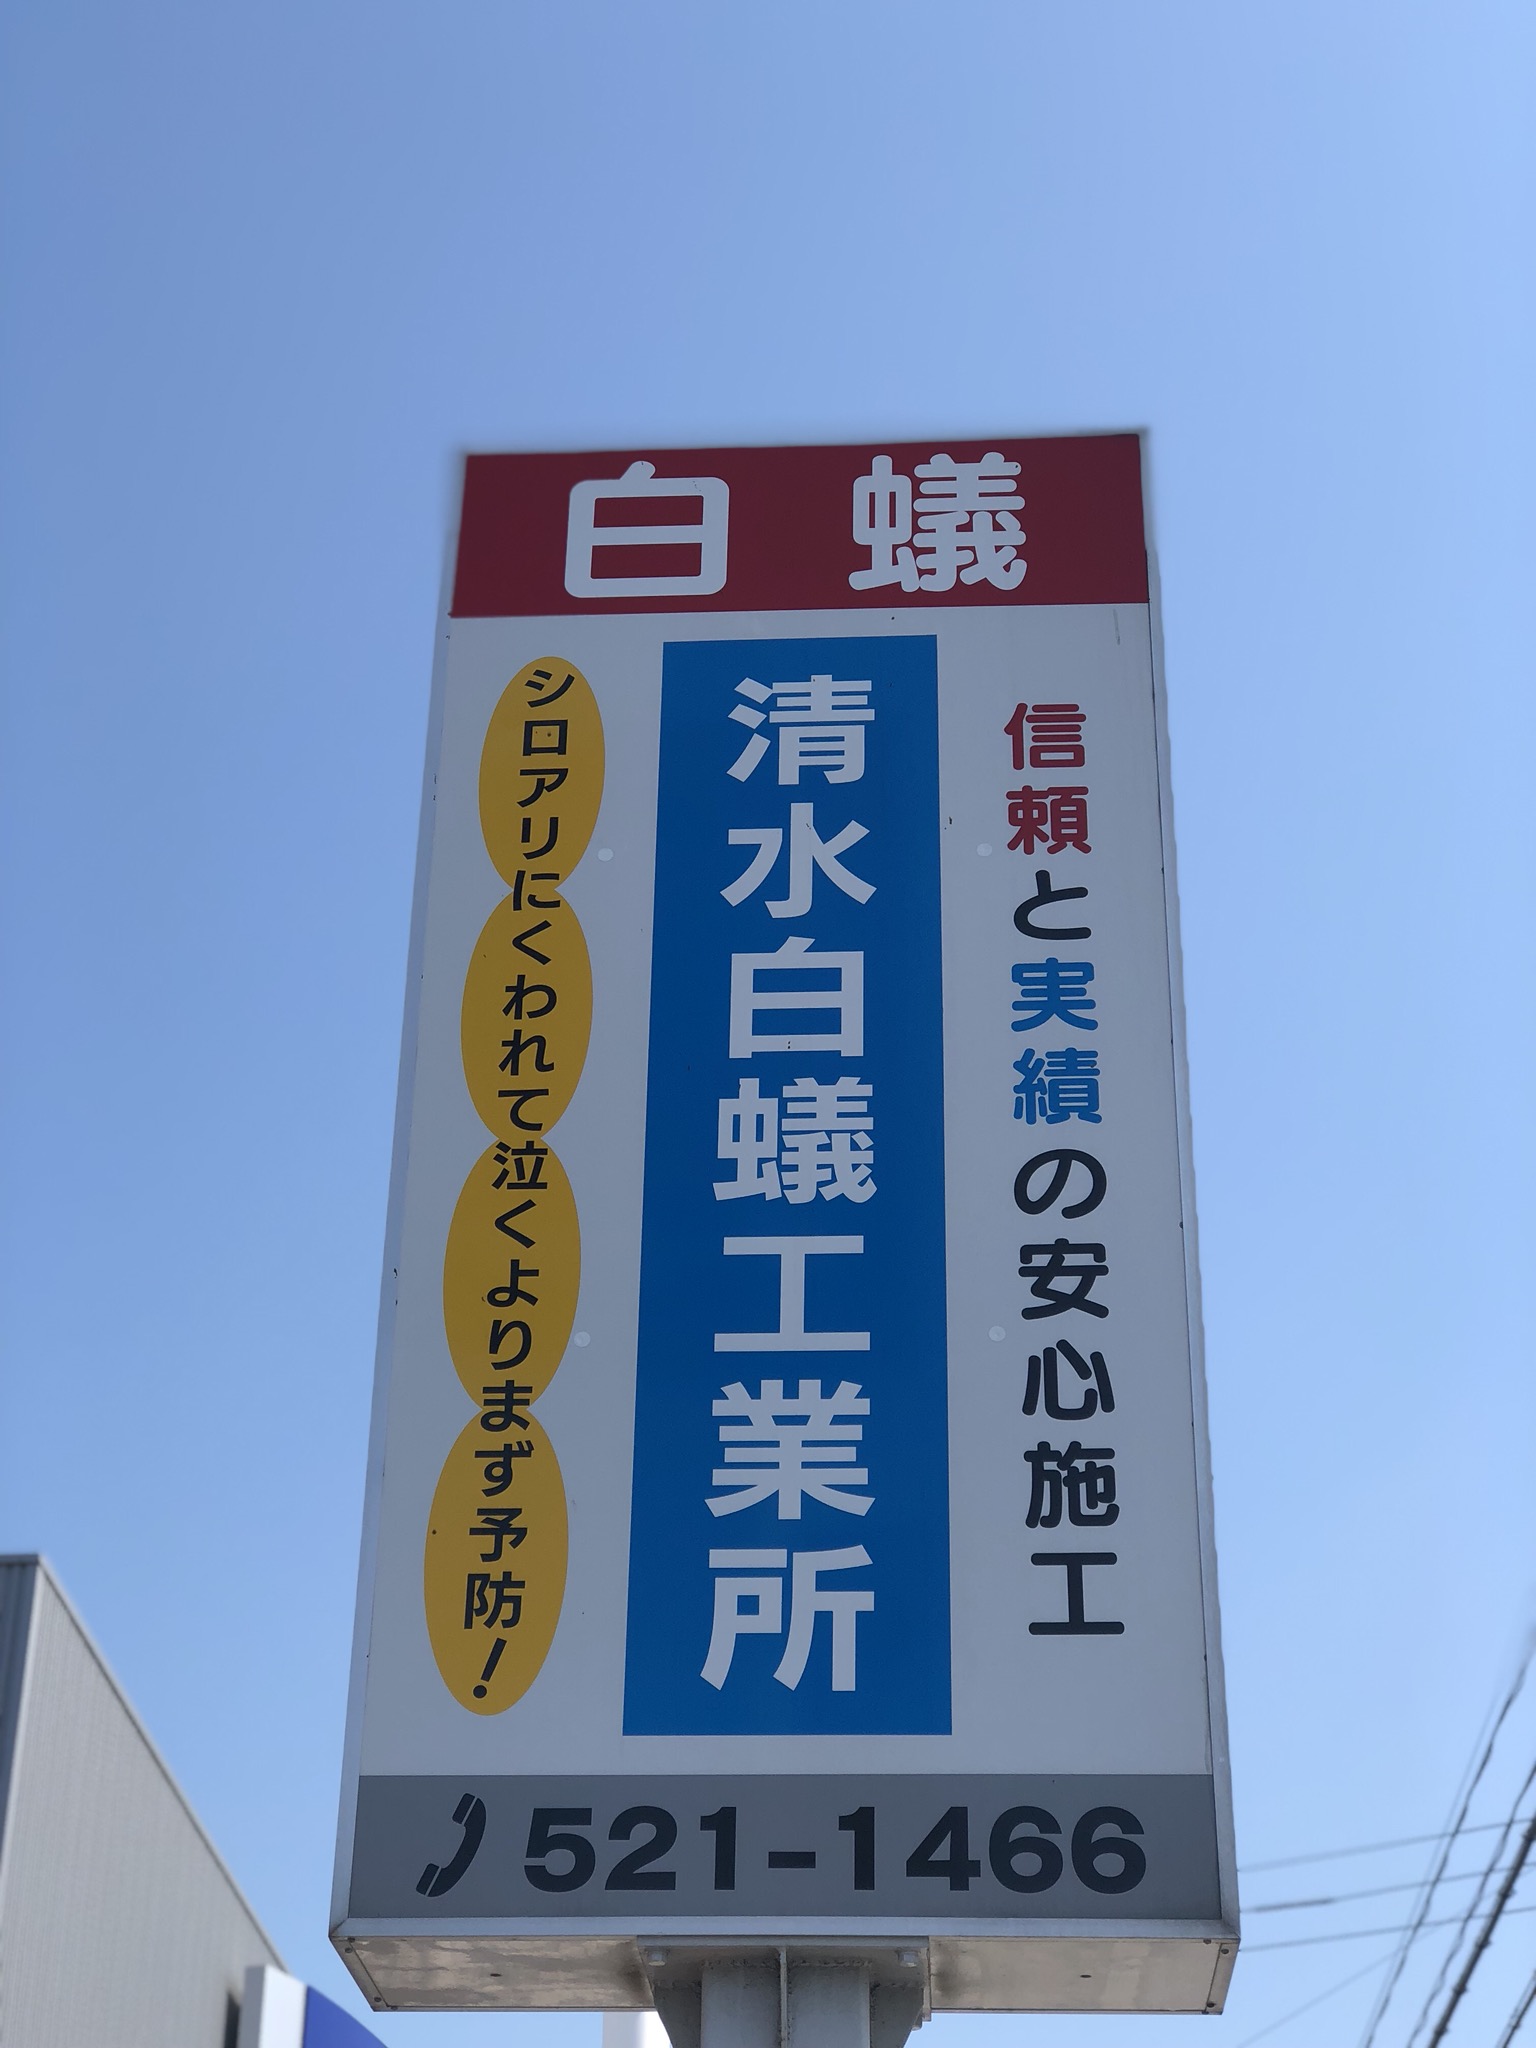 白蟻
信頼と実績の安心施工
清水白蟻工業所
シロアリにくわれて泣くよりまず予防!
521-1466